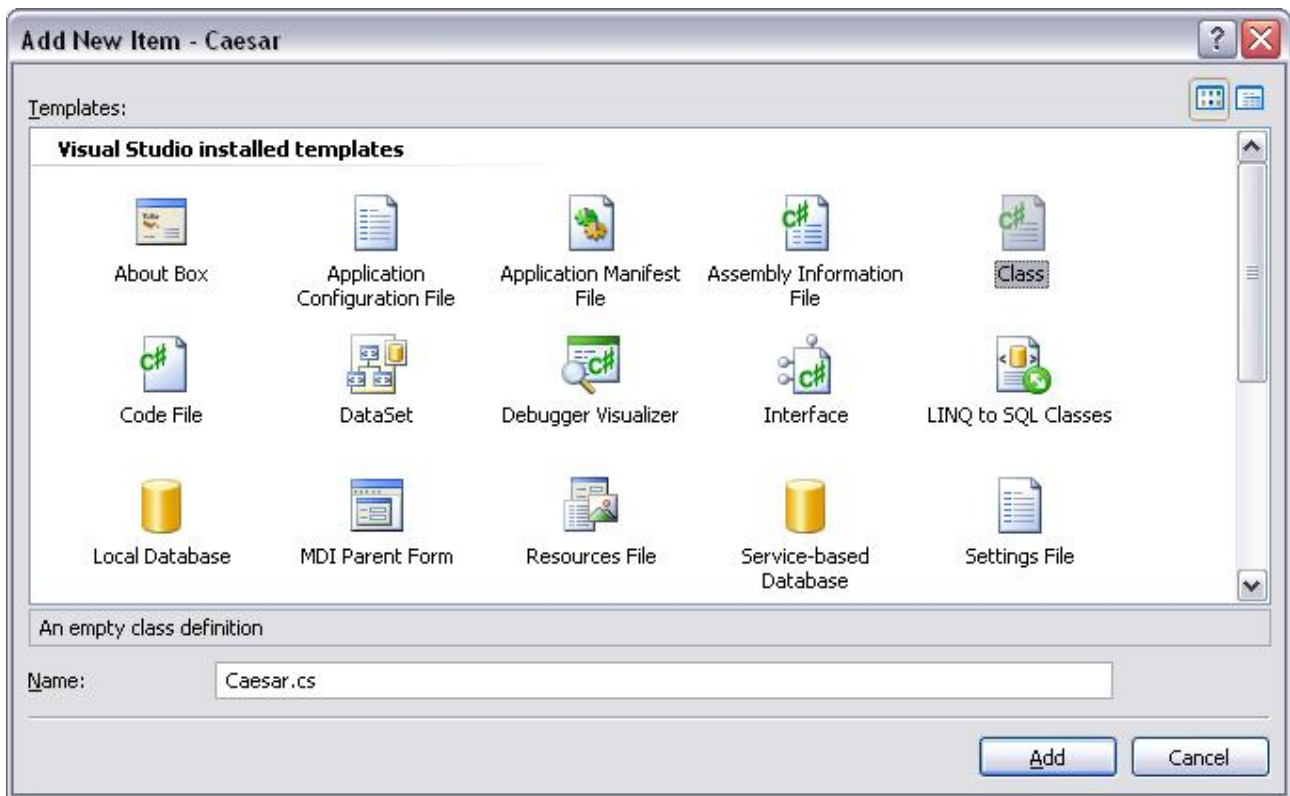 Add New Item - Caesar
Templates:
Visual Studio installed templates
About Box
Application
Configuration File
Application Manifest
File
Assembly Information
File
Class
Code File
DataSet
Debugger Visualizer
Interface
LINQ to SQL Classes
Local Database
MDI Parent Form
Resources File
Service-based
Database
Settings File
An empty class definition
Name:
Caesar.cs
Add
Cancel